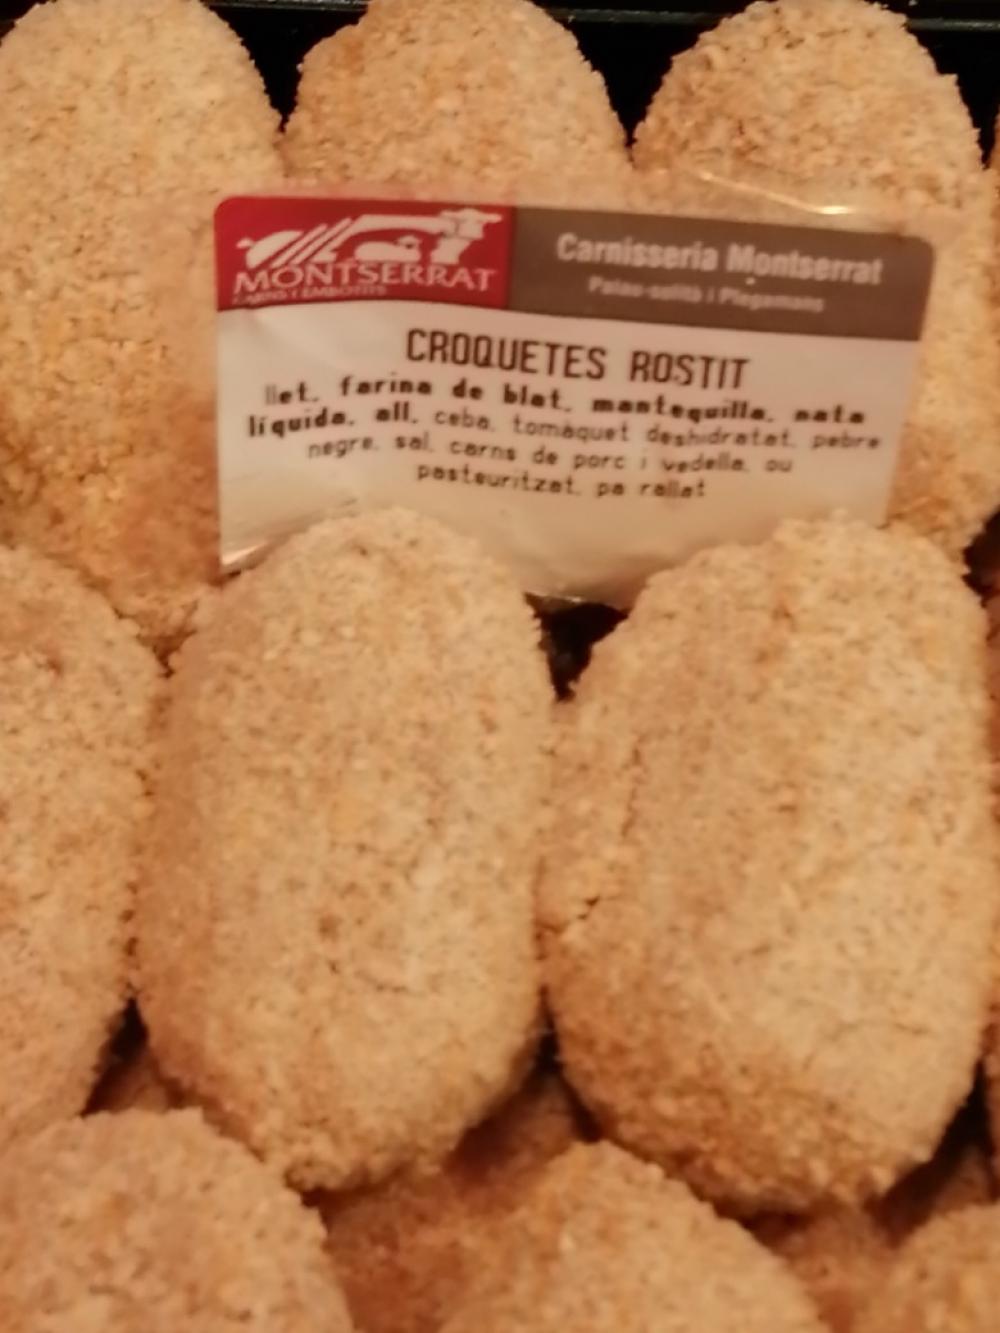 MONTSERRAT
CARNS I EMBOTITS
Carnisseria Montserrat
Palau-solità i Plegamans
CROQUETES ROSTIT
llet, farina de blat, mantequilla, nata
líquida, all, ceba, tomaquet deshidratat, pebre
negre, sal, carns de porc i vedella, ou
pasteuritzat, pa rallat